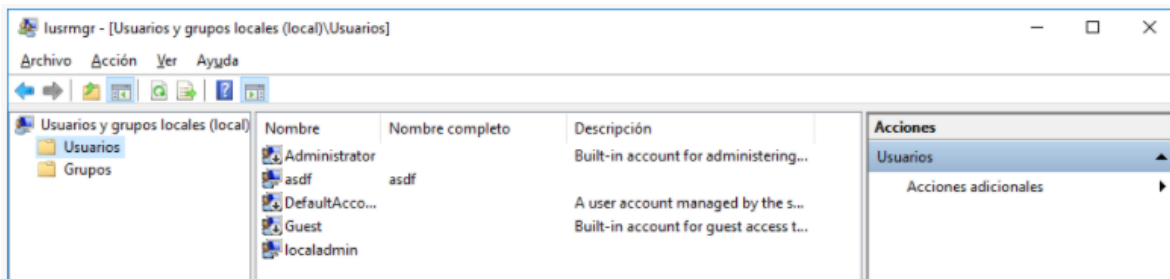 lusrmgr - [Usuarios y grupos locales (local)\Usuarios]
Archivo Acción Ver Ayuda
Usuarios y grupos locales (local)
Usuarios
Grupos
Nombre Nombre completo Descripción
Administrator Built-in account for administering...
asdf asdf
DefaultAcco... A user account managed by the s...
Guest Built-in account for guest access t...
localadmin
Acciones
Usuarios
Acciones adicionales